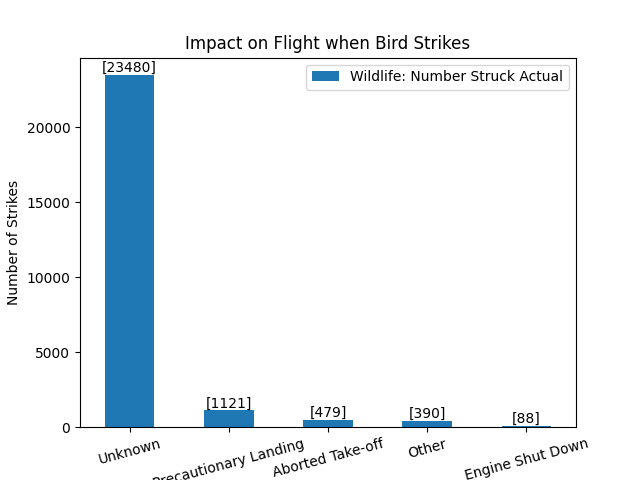 Impact on Flight when Bird Strikes
[23480]
Wildlife: Number Struck Actual
20000
15000
10000
5000
0
Number of Strikes
[1121]
[479]
[390]
[88]
Unknown
Precautionary Landing
Aborted Take-off
Other
Engine Shut Down